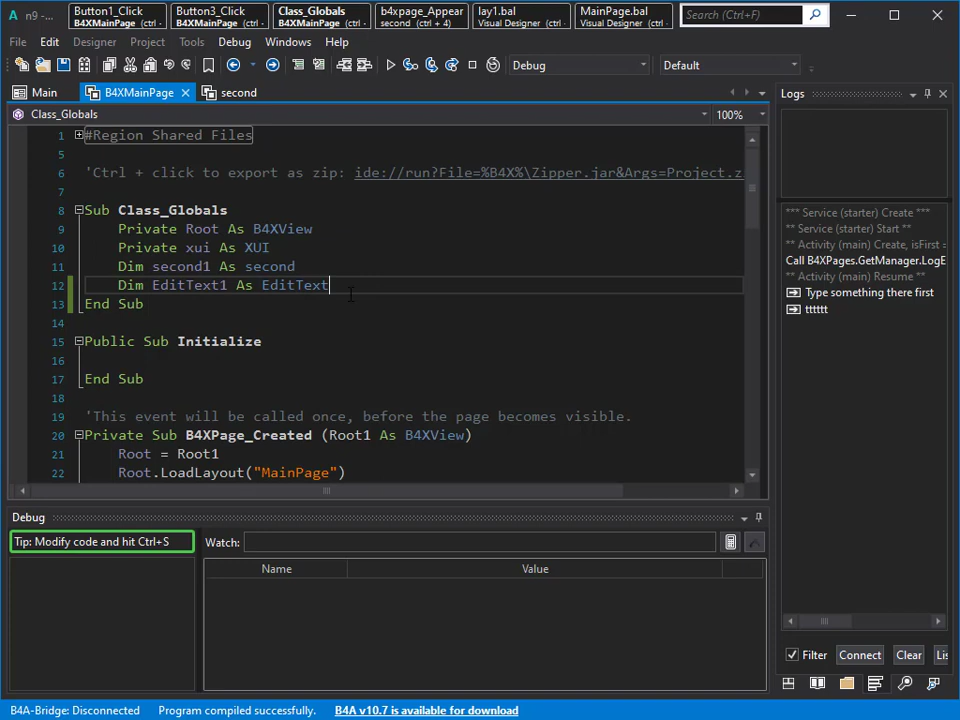 n9 -...
Button1_Click
B4XMainPage (ctrl -
Button3_Click
B4XMainPage (ctrl
Class_Globals
B4XMainPage (ctrl
b4xpage_Appear
second (ctrl + 4)
lay1.bal
Visual Designer (ctrl
MainPage.bal
Visual Designer (ctrl
Search (Ctrl+F)
File Edit Designer Project Tools Debug Windows Help
Debug
Default
Main B4XMainPage second
Logs
Class_Globals
100%
1 #Region Shared Files
5
6 'Ctrl + click to export as zip: ide://run?File=%B4X%\Zipper.jar&Args=Project.z
7
8 Sub Class_Globals
9 Private Root As B4XView
10 Private xui As XUI
11 Dim second1 As second
12 Dim EditText1 As EditText
13 End Sub
14
15 Public Sub Initialize
16
17 End Sub
18
19 'This event will be called once, before the page becomes visible.
20 Private Sub B4XPage_Created (Root1 As B4XView)
21 Root = Root1
22 Root.LoadLayout("MainPage")
*** Service (starter) Create ***
** Service (starter) Start **
** Activity (main) Create, isFirst =
Call B4XPages.GetManager.LogE
** Activity (main) Resume **
Type something there first
tttttt
Filter Connect Clear Lis
Debug
Tip: Modify code and hit Ctrl+S
Watch:
Name Value
B4A-Bridge: Disconnected Program compiled successfully. B4A v10.7 is available for download